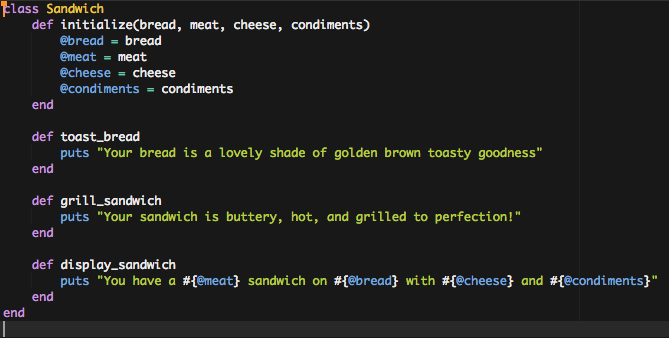 class Sandwich
    def initialize(bread, meat, cheese, condiments)
        @bread = bread
        @meat = meat
        @cheese = cheese
        @condiments = condiments
    end

    def toast_bread
        puts "Your bread is a lovely shade of golden brown toasty goodness"
    end

    def grill_sandwich
        puts "Your sandwich is buttery, hot, and grilled to perfection!"
    end

    def display_sandwich
        puts "You have a #{@meat} sandwich on #{@bread} with #{@cheese} and #{@condiments}"
    end
end